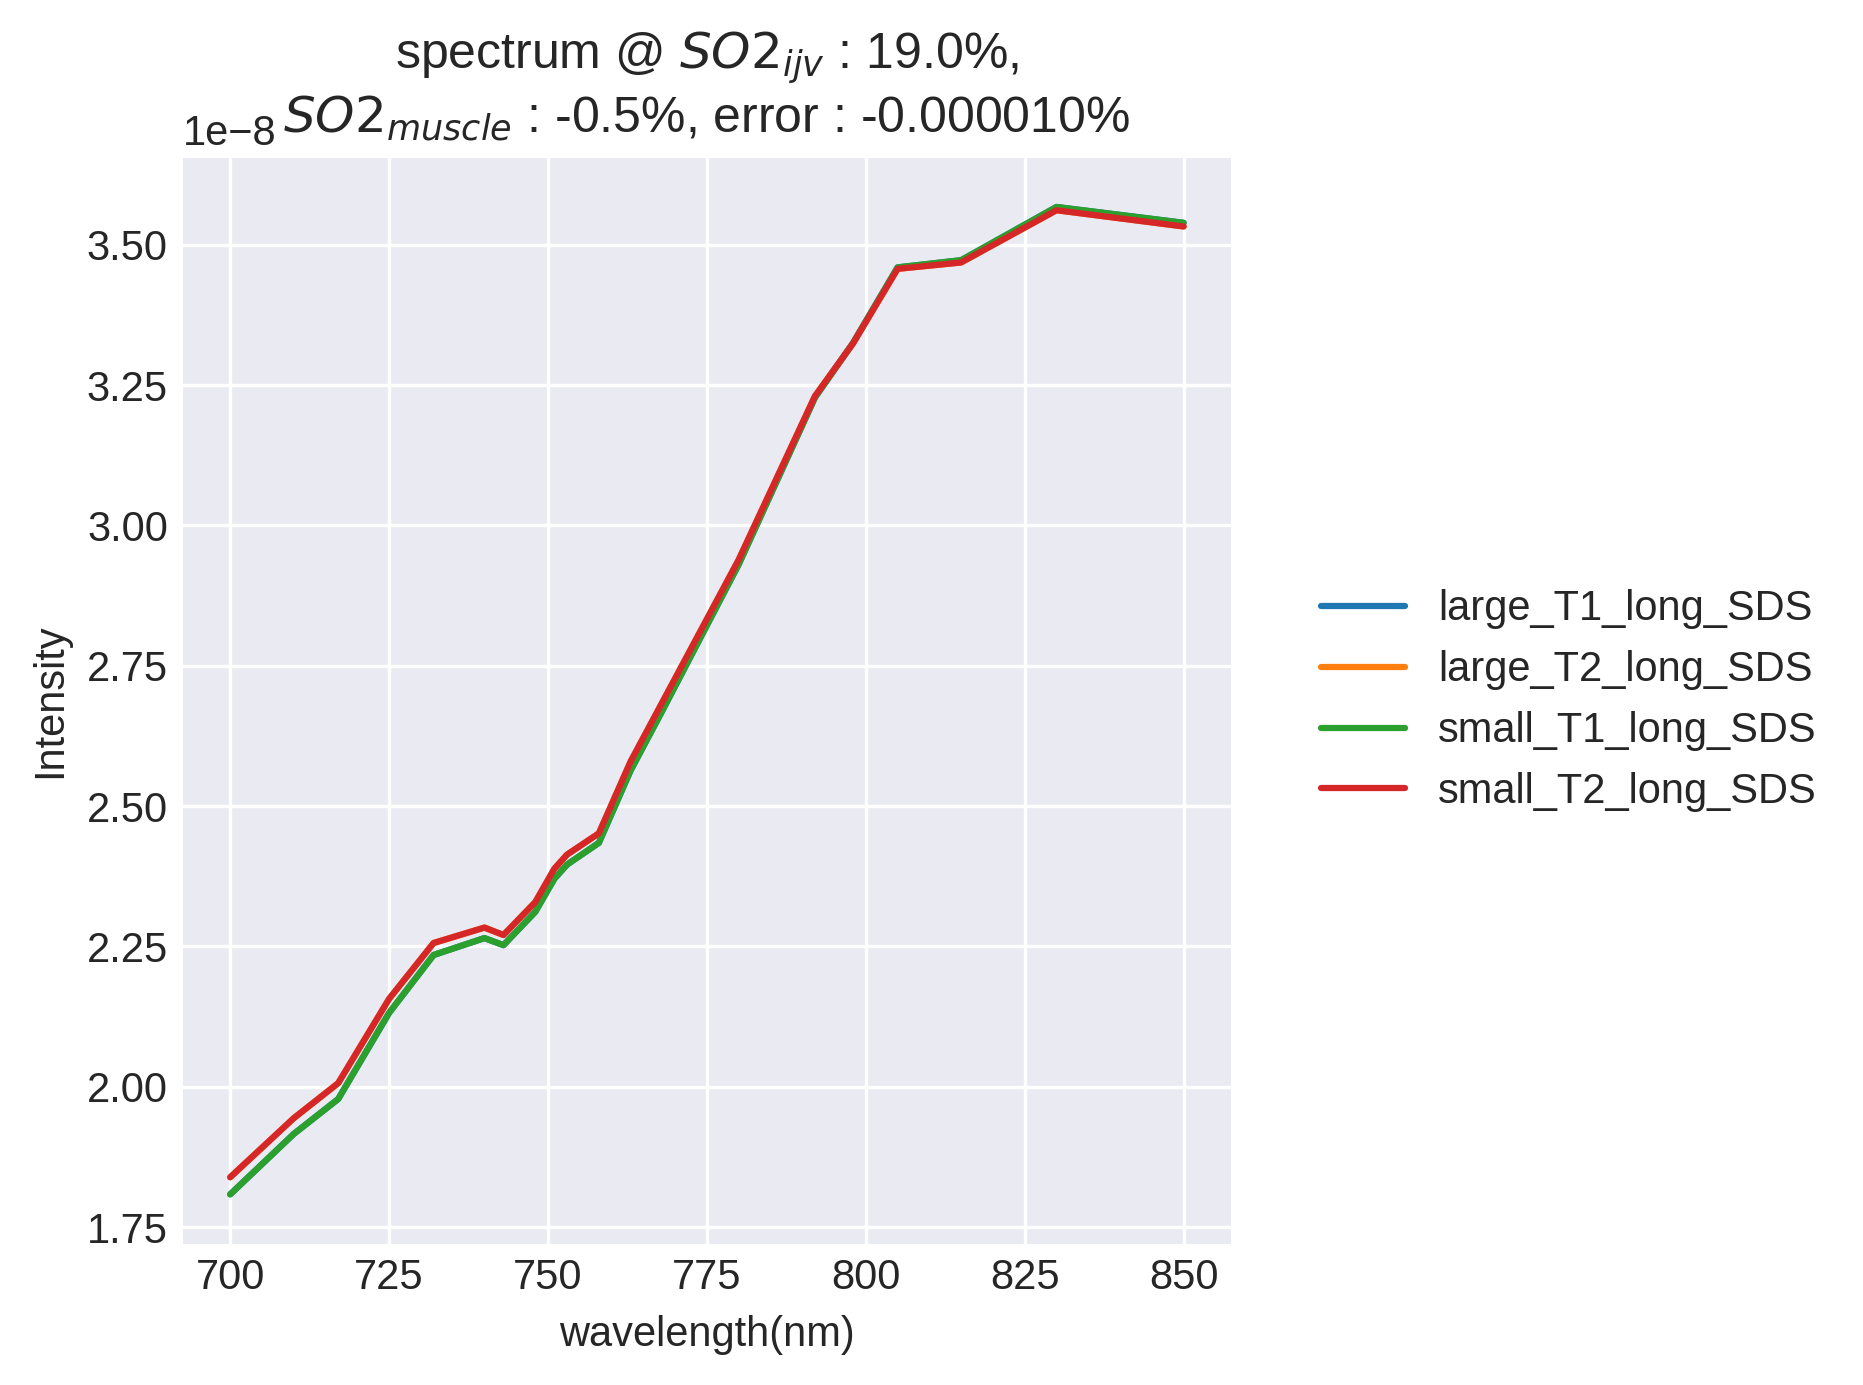 spectrum @ SO2ijv : 19.0%,
SO2muscle : -0.5%, error : -0.000010%
1e−8
3.50
3.25
3.00
2.75
2.50
2.25
2.00
1.75
Intensity
700 725 750 775 800 825 850
wavelength(nm)
large_T1_long_SDS
large_T2_long_SDS
small_T1_long_SDS
small_T2_long_SDS